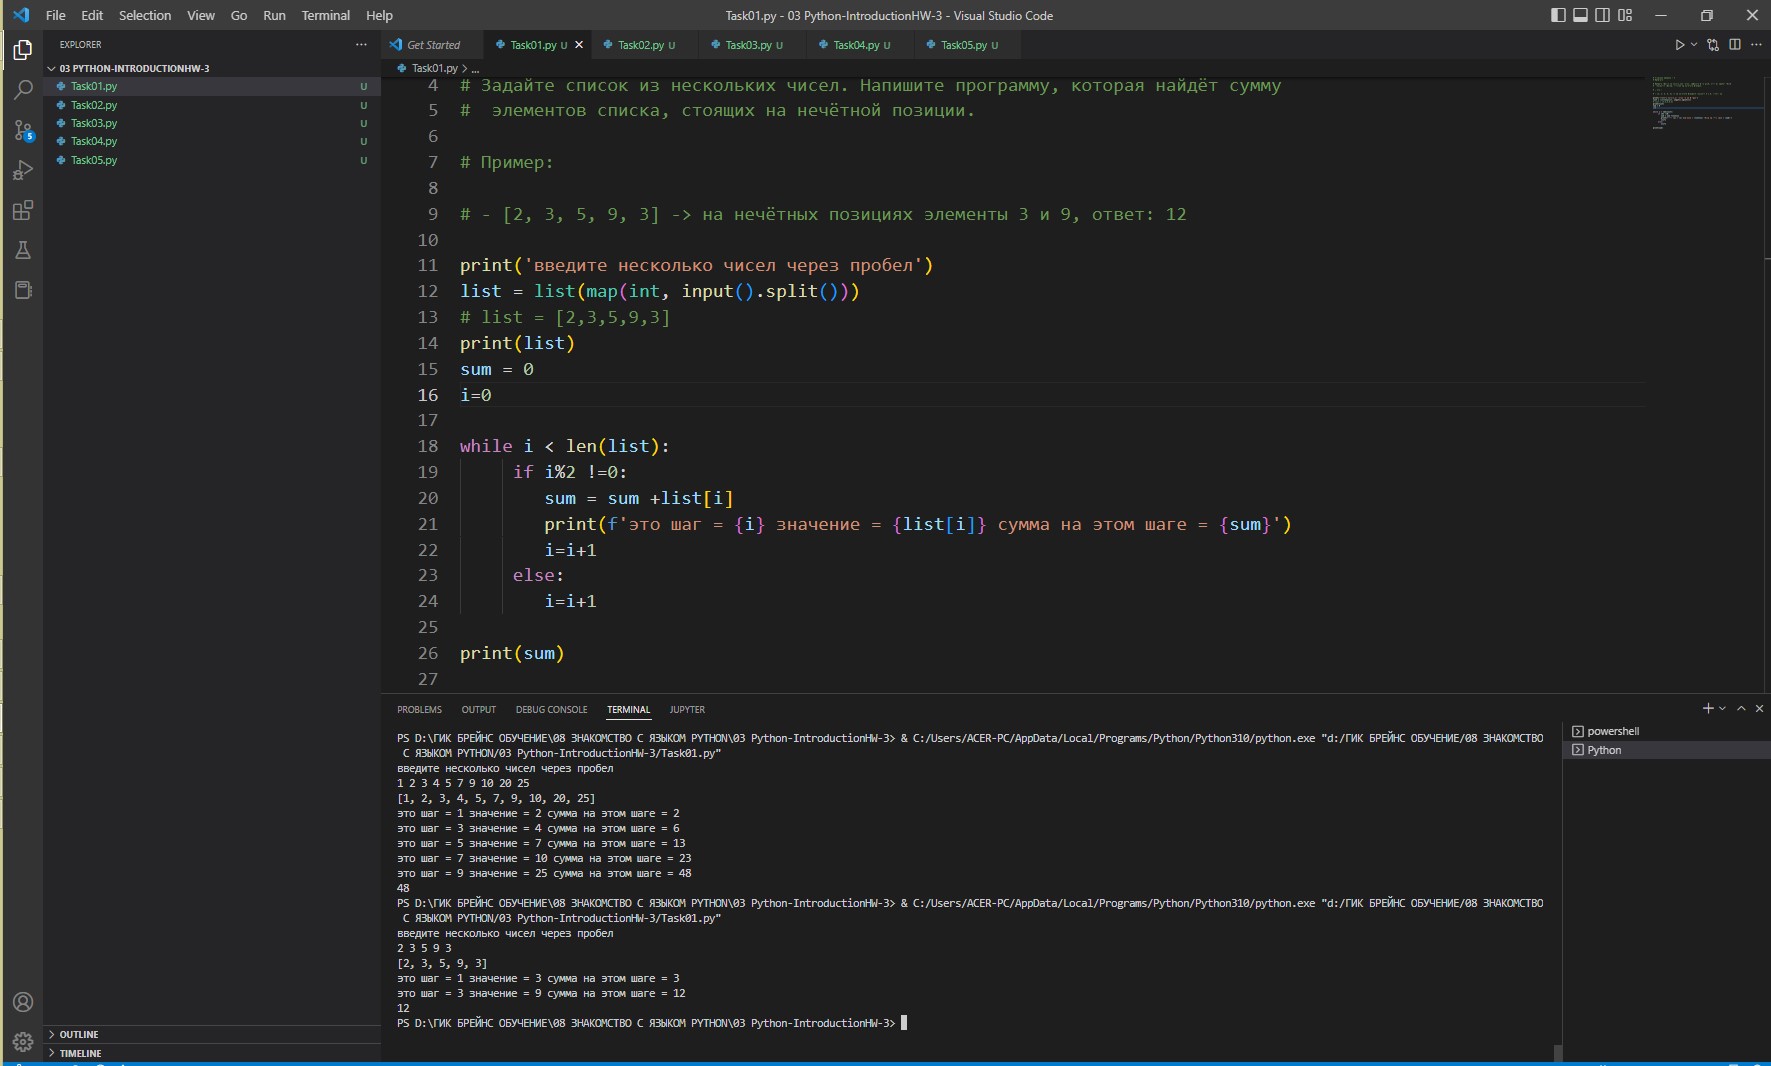 File Edit Selection View Go Run Terminal Help
Task01.py - 03 Python-IntroductionHW-3 - Visual Studio Code
EXPLORER
03 PYTHON-INTRODUCTIONHW-3
Task01.py U
Task02.py U
Task03.py U
Task04.py U
Task05.py U
5
OUTLINE
TIMELINE
Get Started Task01.py U Task02.py U Task03.py U Task04.py U Task05.py U
Task01.py > ...
4 # Задайте список из нескольких чисел. Напишите программу, которая найдёт сумму
5 #  элементов списка, стоящих на нечётной позиции.
6
7 # Пример:
8
9 # - [2, 3, 5, 9, 3] -> на нечётных позициях элементы 3 и 9, ответ: 12
10
11 print('введите несколько чисел через пробел')
12 list = list(map(int, input().split()))
13 # list = [2,3,5,9,3]
14 print(list)
15 sum = 0
16 i=0
17
18 while i < len(list):
19 if i%2 !=0:
20 sum = sum +list[i]
21 print(f'это шаг = {i} значение = {list[i]} сумма на этом шаге = {sum}')
22 i=i+1
23 else:
24 i=i+1
25
26 print(sum)
27
PROBLEMS OUTPUT DEBUG CONSOLE TERMINAL JUPYTER
PS D:\ГИК БРЕЙНС ОБУЧЕНИЕ\08 ЗНАКОМСТВО С ЯЗЫКОМ PYTHON\03 Python-IntroductionHW-3> & C:/Users/ACER-PC/AppData/Local/Programs/Python/Python310/python.exe "d:/ГИК БРЕЙНС ОБУЧЕНИЕ/08 ЗНАКОМСТВО
С ЯЗЫКОМ PYTHON/03 Python-IntroductionHW-3/Task01.py"
введите несколько чисел через пробел
1 2 3 4 5 7 9 10 20 25
[1, 2, 3, 4, 5, 7, 9, 10, 20, 25]
это шаг = 1 значение = 2 сумма на этом шаге = 2
это шаг = 3 значение = 4 сумма на этом шаге = 6
это шаг = 5 значение = 7 сумма на этом шаге = 13
это шаг = 7 значение = 10 сумма на этом шаге = 23
это шаг = 9 значение = 25 сумма на этом шаге = 48
48
PS D:\ГИК БРЕЙНС ОБУЧЕНИЕ\08 ЗНАКОМСТВО С ЯЗЫКОМ PYTHON\03 Python-IntroductionHW-3> & C:/Users/ACER-PC/AppData/Local/Programs/Python/Python310/python.exe "d:/ГИК БРЕЙНС ОБУЧЕНИЕ/08 ЗНАКОМСТВО
С ЯЗЫКОМ PYTHON/03 Python-IntroductionHW-3/Task01.py"
введите несколько чисел через пробел
2 3 5 9 3
[2, 3, 5, 9, 3]
это шаг = 1 значение = 3 сумма на этом шаге = 3
это шаг = 3 значение = 9 сумма на этом шаге = 12
12
PS D:\ГИК БРЕЙНС ОБУЧЕНИЕ\08 ЗНАКОМСТВО С ЯЗЫКОМ PYTHON\03 Python-IntroductionHW-3>
powershell
Python